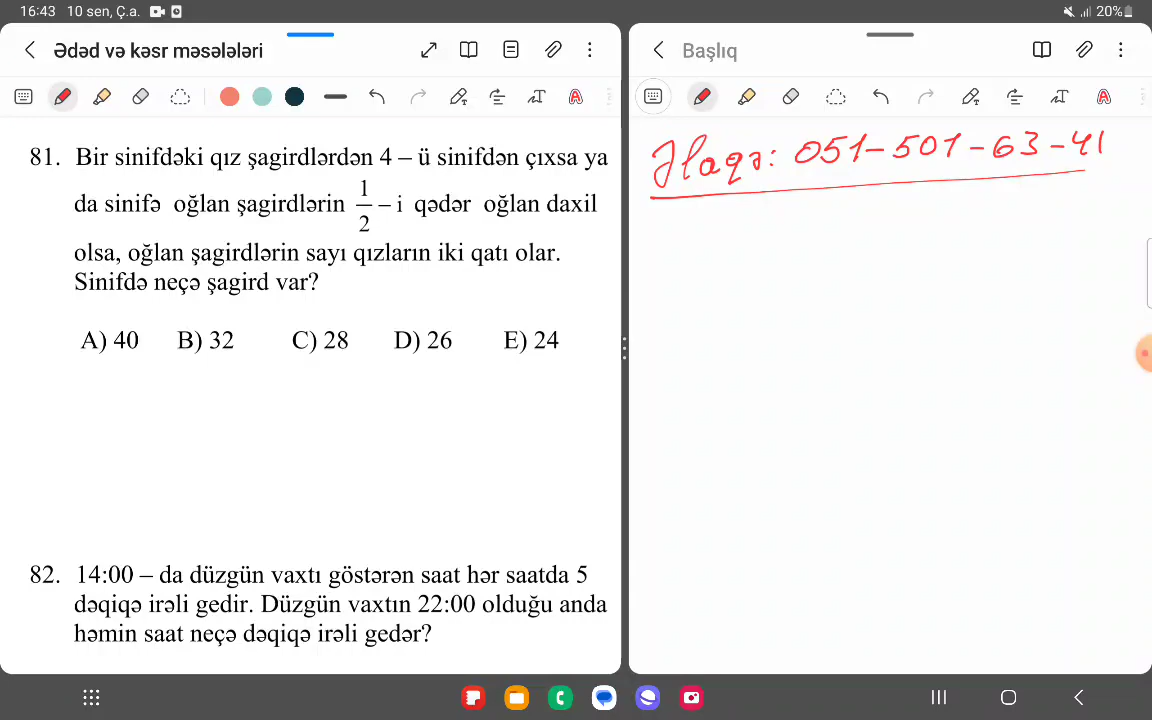 16:43 10 sen, Ç.a.
20%
Ədəd və kəsr məsələləri
Başlıq
81. Bir sinifdəki qız şagirdlərdən 4 – ü sinifdən çıxsa ya
da sinifə oğlan şagirdlərin 1/2 – i qədər oğlan daxil
olsa, oğlan şagirdlərin sayı qızların iki qatı olar.
Sinifdə neçə şagird var?
A) 40 B) 32 C) 28 D) 26 E) 24
82. 14:00 – da düzgün vaxtı göstərən saat hər saatda 5
dəqiqə irəli gedir. Düzgün vaxtın 22:00 olduğu anda
həmin saat neçə dəqiqə irəli gedər?
Əlaqə: 051-501-63-41